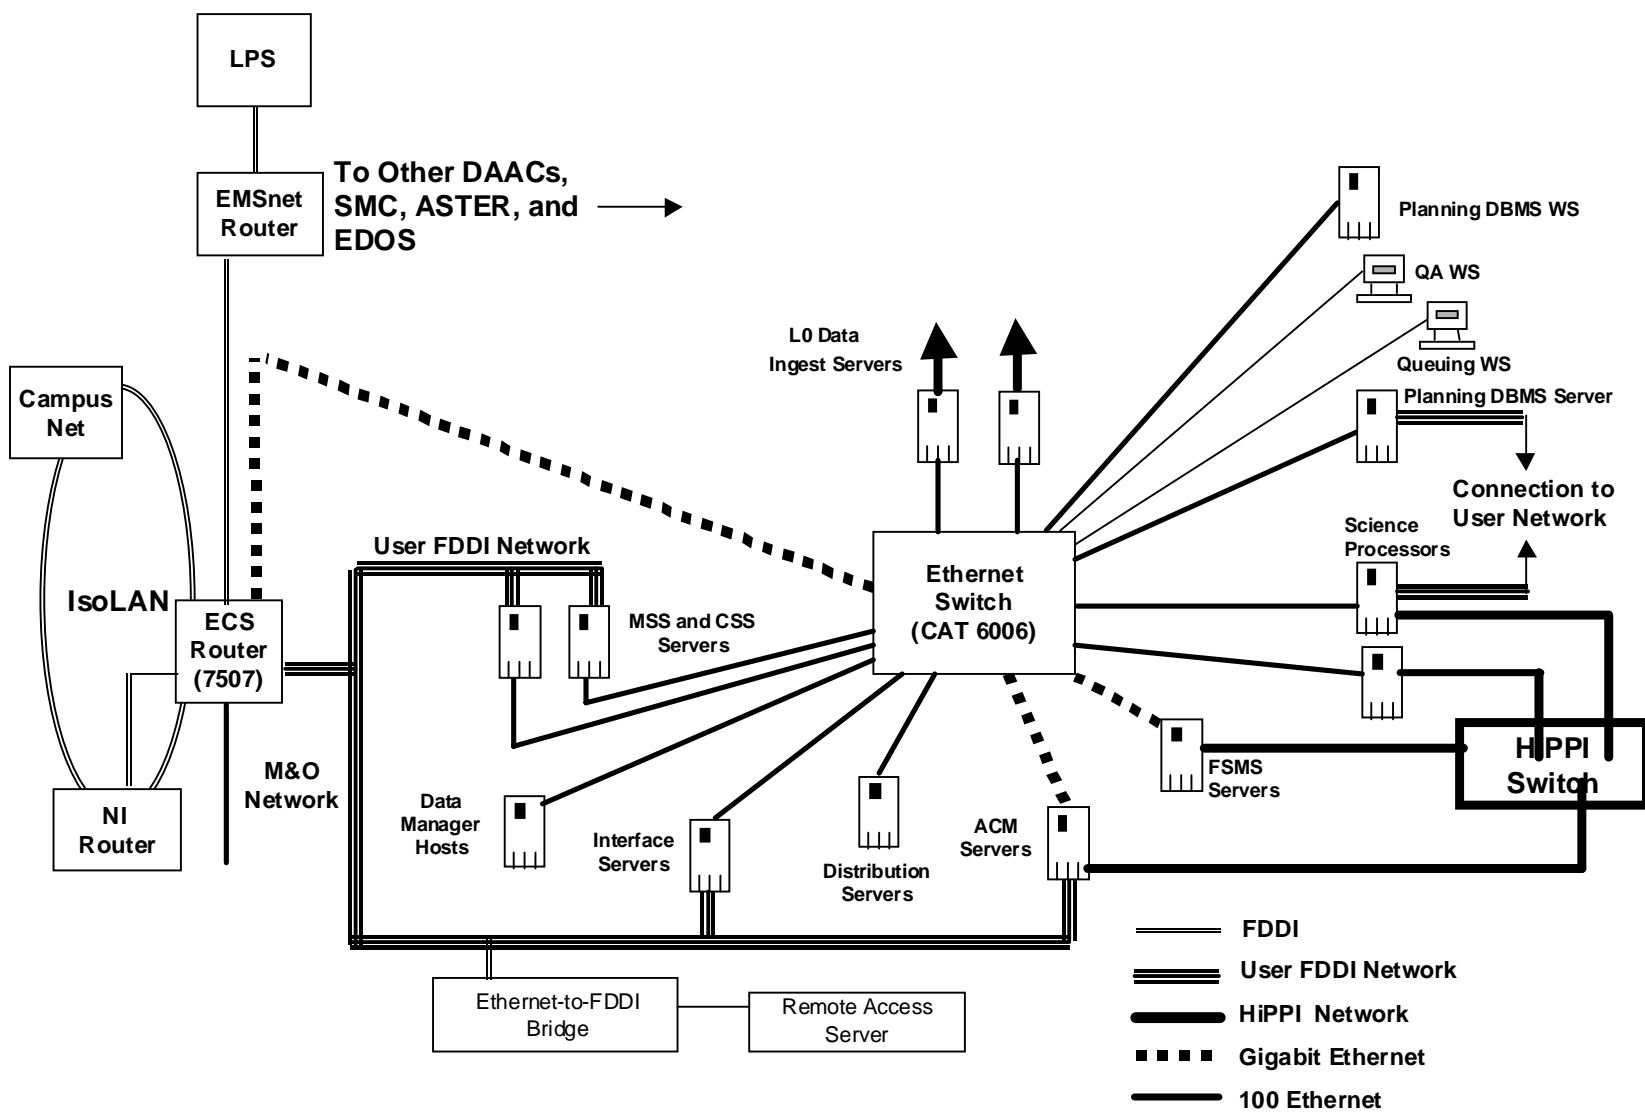 LPS
EMSnet
Router
To Other DAACs,
SMC, ASTER, and
EDOS
Planning DBMS WS
QA WS
Queuing WS
L0 Data
Ingest Servers
Planning DBMS Server
Campus
Net
Connection to
User Network
User FDDI Network
Ethernet
Switch
(CAT 6006)
Science
Processors
IsoLAN
ECS
Router
(7507)
MSS and CSS
Servers
HiPPI
Switch
FSMS
Servers
M&O
Network
NI
Router
Data
Manager
Hosts
Interface
Servers
Distribution
Servers
ACM
Servers
Ethernet-to-FDDI
Bridge
Remote Access
Server
FDDI
User FDDI Network
HiPPI Network
Gigabit Ethernet
100 Ethernet